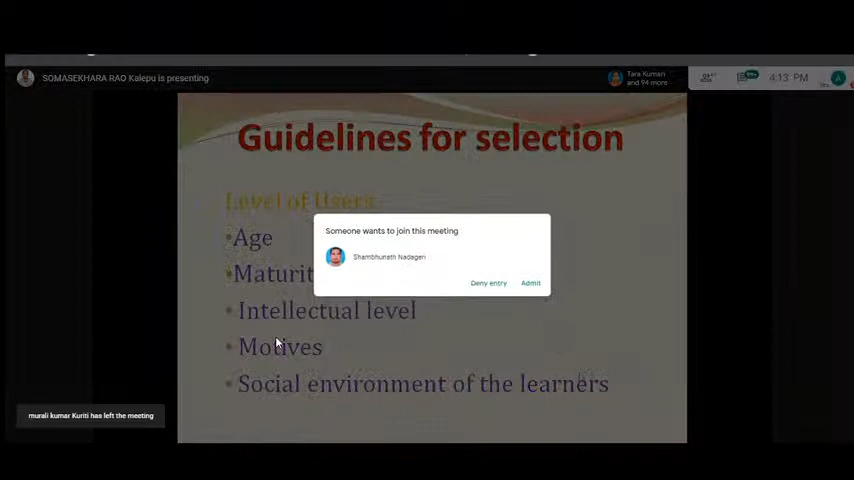 SOMASEKHARA RAO Kalepu is presenting
Tara Kumari
and 94 more
4:13 PM
You
A
Guidelines for selection
Level of Users
•Age
•Maturit
• Intellectual level
• Motives
• Social environment of the learners
Someone wants to join this meeting
Shambhunath Nadageri
Deny entry
Admit
murali kumar Kuriti has left the meeting